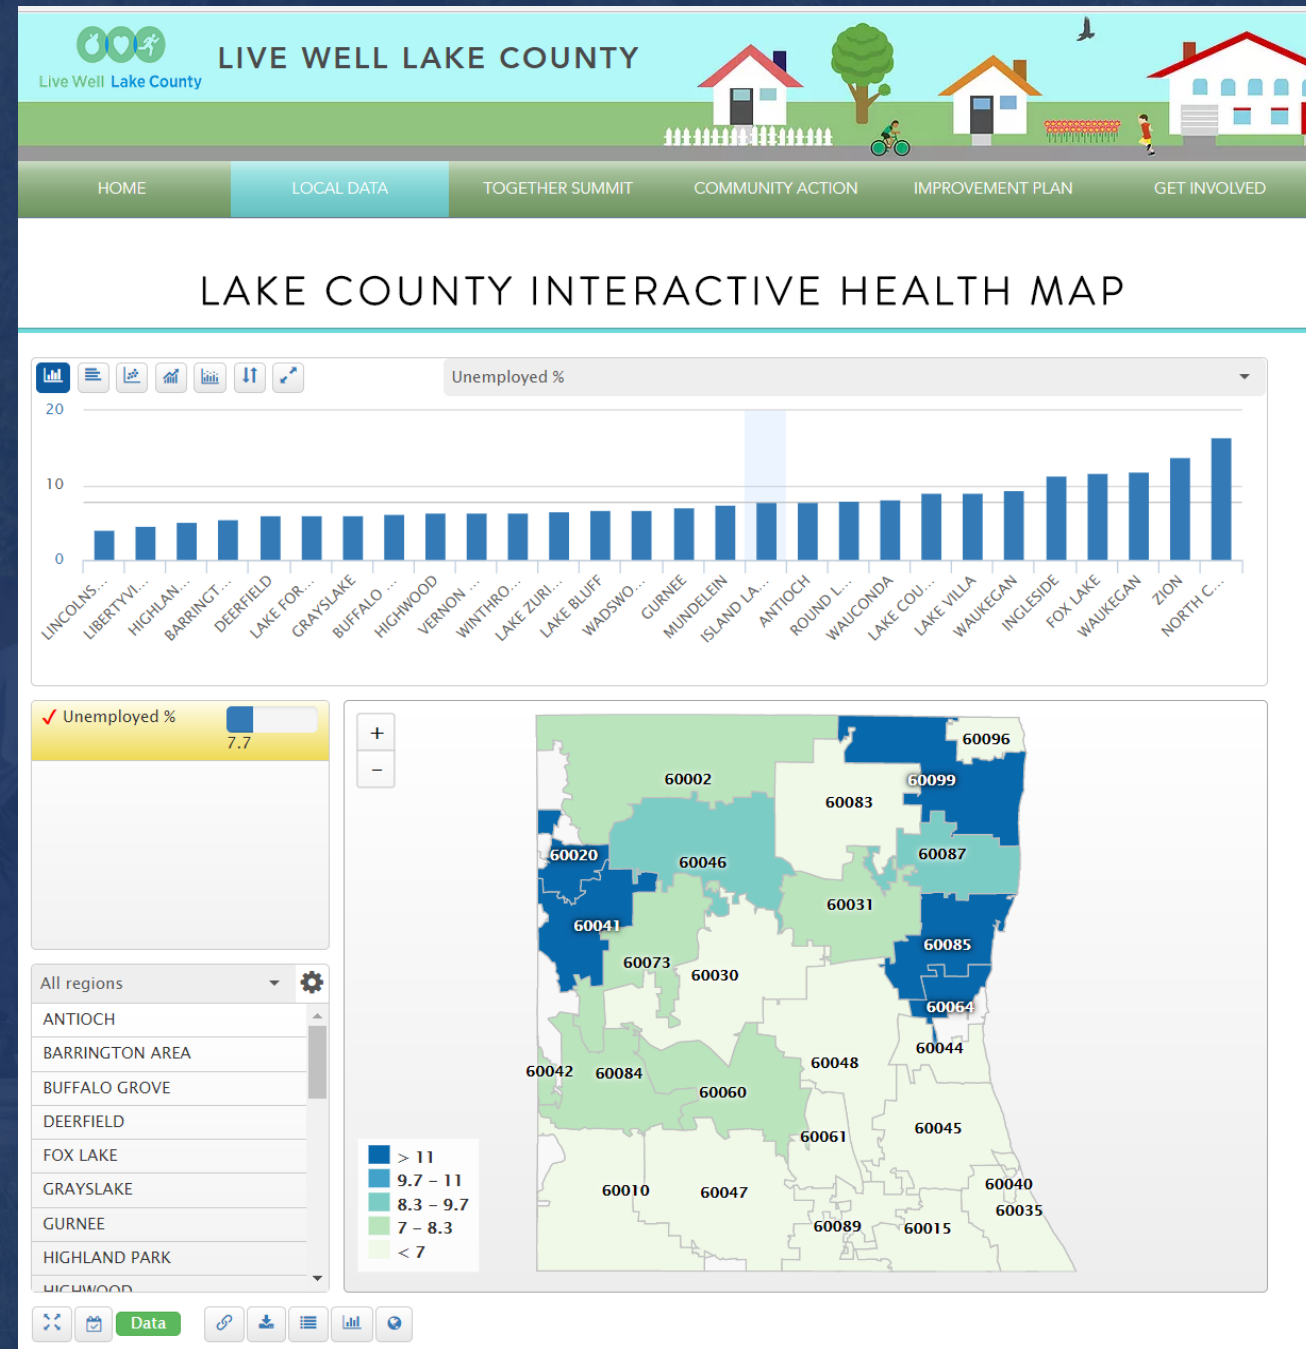 Live Well Lake County
LIVE WELL LAKE COUNTY
HOME LOCAL DATA TOGETHER SUMMIT COMMUNITY ACTION IMPROVEMENT PLAN GET INVOLVED
LAKE COUNTY INTERACTIVE HEALTH MAP
Unemployed %
20
10
0
LINCOLNS... LIBERTYVI... HIGHLAN... BARRINGT... DEERFIELD LAKE FOR... GRAYSLAKE BUFFALO ... HIGHWOOD VERNON ... WINTHRO... LAKE ZURI... LAKE BLUFF WADSWO... GURNEE MUNDELEIN ISLAND LA... ANTIOCH ROUND L... WAUCONDA LAKE COU... LAKE VILLA WAUKEGAN INGLESIDE FOX LAKE WAUKEGAN ZION NORTH C...
Unemployed %
7.7
All regions
ANTIOCH
BARRINGTON AREA
BUFFALO GROVE
DEERFIELD
FOX LAKE
GRAYSLAKE
GURNEE
HIGHLAND PARK
HIGHWOOD
+
−
60096
60002
60099
60083
60020
60046
60087
60031
60041
60085
60073
60030
60064
60044
60048
60042
60084
60060
60045
60061
60040
60010
60047
60035
60089
60015
> 11
9.7 – 11
8.3 – 9.7
7 – 8.3
< 7
Data